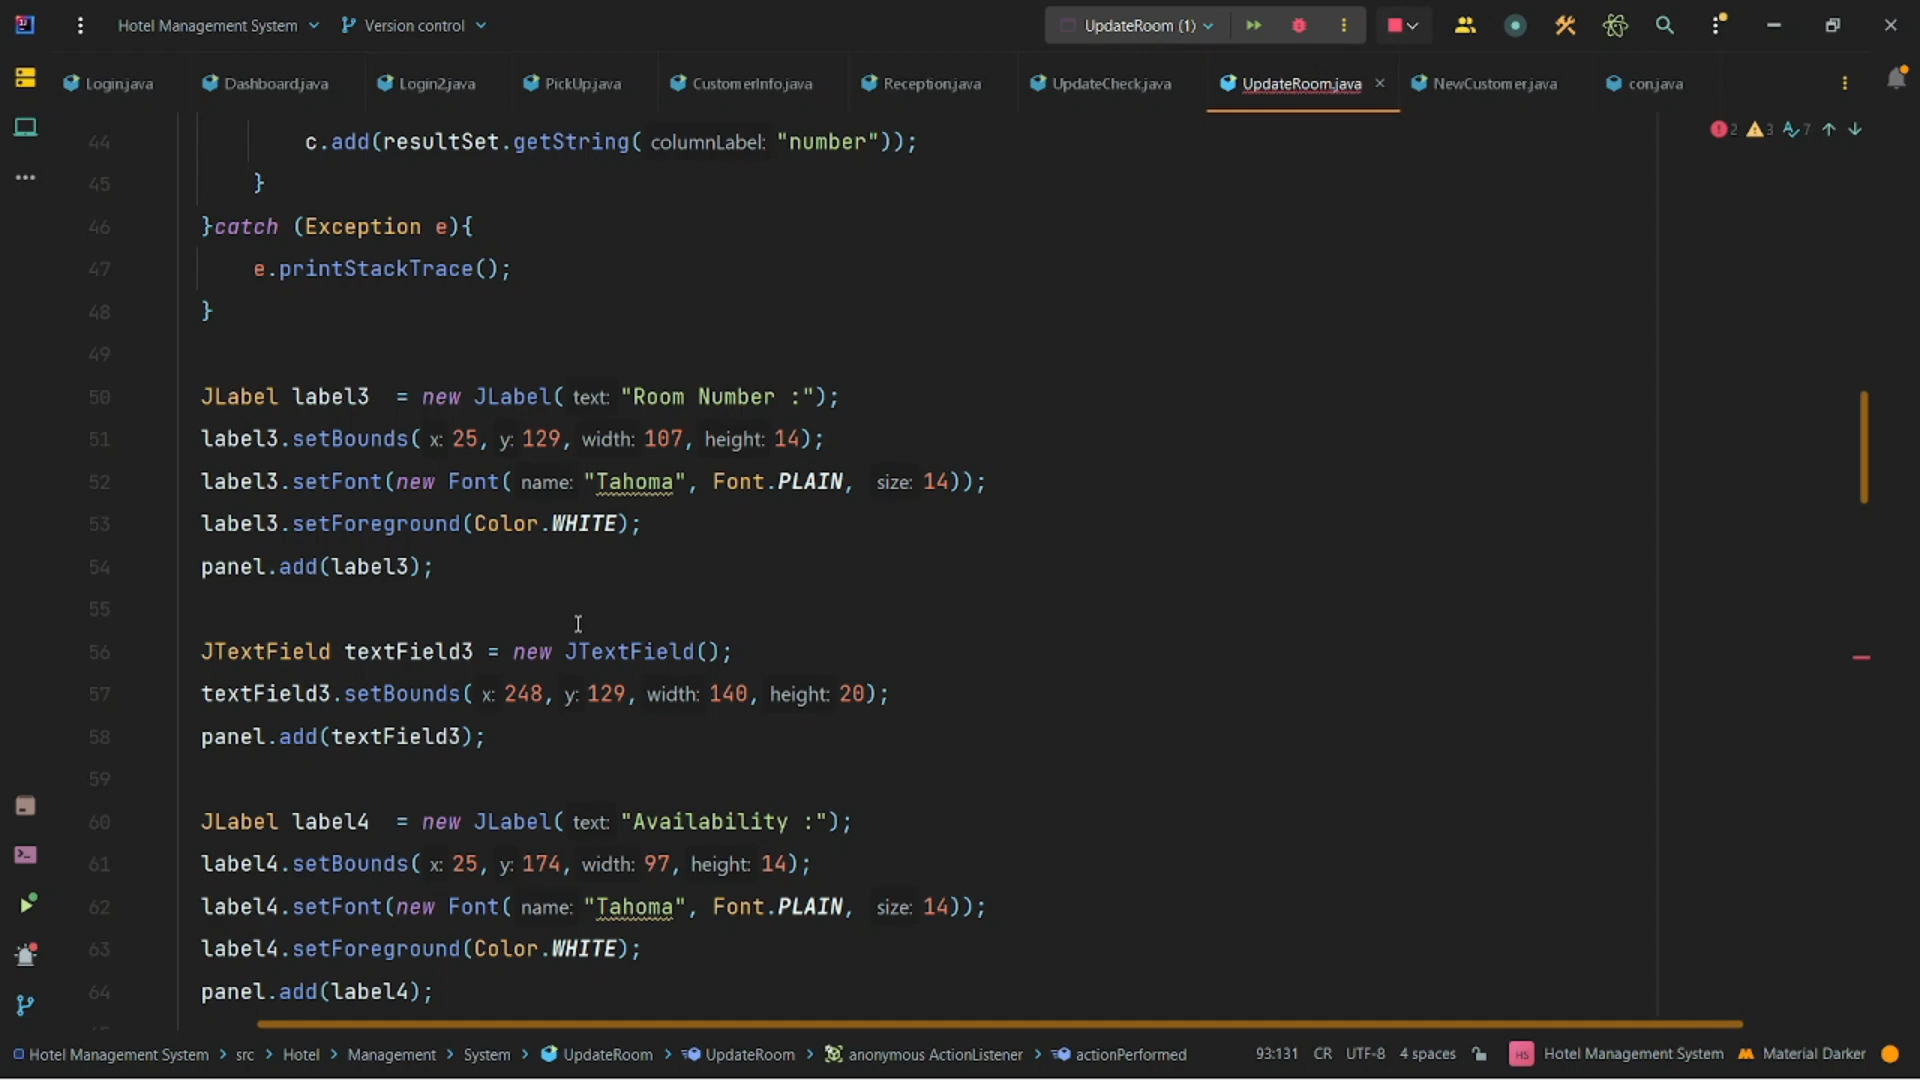 Hotel Management System Version control UpdateRoom (1)
Login.java Dashboard.java Login2.java PickUp.java CustomerInfo.java Reception.java UpdateCheck.java UpdateRoom.java NewCustomer.java con.java
2 3 7
44 c.add(resultSet.getString( columnLabel: "number"));
45 }
46 }catch (Exception e){
47 e.printStackTrace();
48 }
49
50 JLabel label3  = new JLabel( text: "Room Number :");
51 label3.setBounds( x: 25, y: 129, width: 107, height: 14);
52 label3.setFont(new Font( name: "Tahoma", Font.PLAIN, size: 14));
53 label3.setForeground(Color.WHITE);
54 panel.add(label3);
55
56 JTextField textField3 = new JTextField();
57 textField3.setBounds( x: 248, y: 129, width: 140, height: 20);
58 panel.add(textField3);
59
60 JLabel label4  = new JLabel( text: "Availability :");
61 label4.setBounds( x: 25, y: 174, width: 97, height: 14);
62 label4.setFont(new Font( name: "Tahoma", Font.PLAIN, size: 14));
63 label4.setForeground(Color.WHITE);
64 panel.add(label4);
Hotel Management System > src > Hotel > Management > System > UpdateRoom > UpdateRoom > anonymous ActionListener > actionPerformed 93:131 CR UTF-8 4 spaces HS Hotel Management System Material Darker